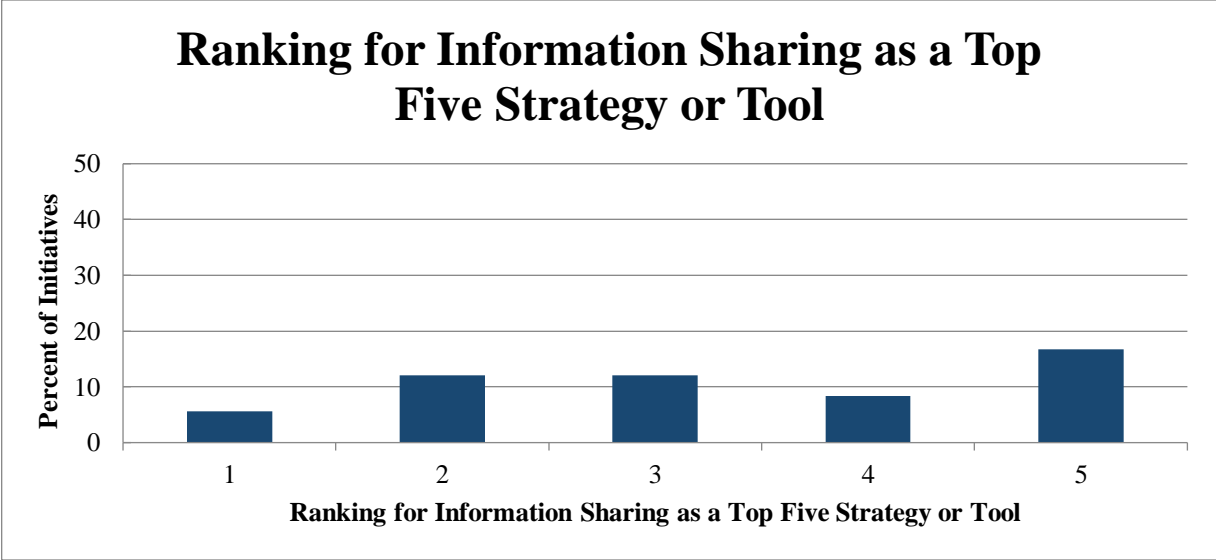 Ranking for Information Sharing as a Top
Five Strategy or Tool
50
40
30
20
10
0
Percent of Initiatives
1 2 3 4 5
Ranking for Information Sharing as a Top Five Strategy or Tool